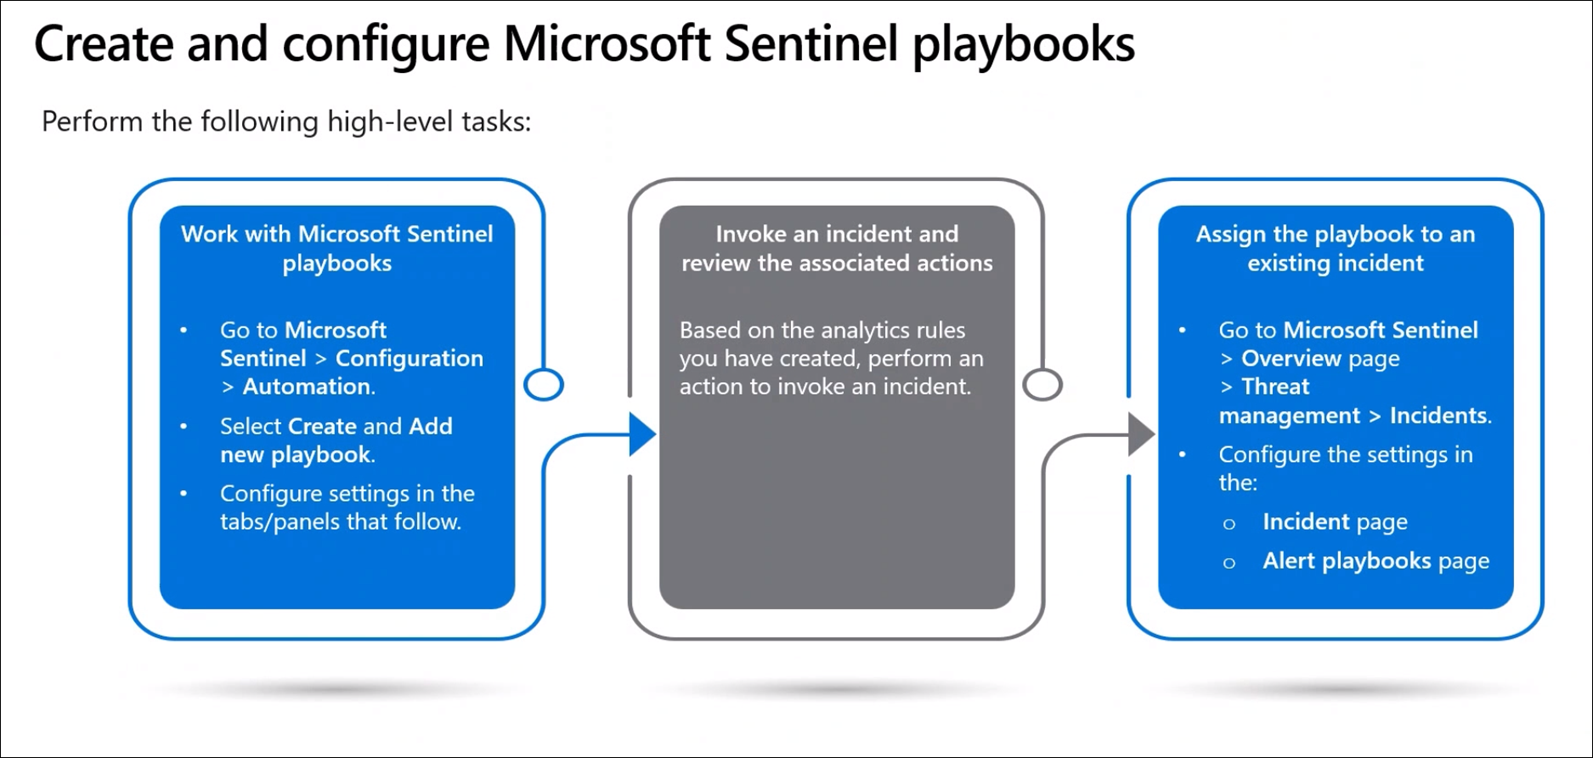 Create and configure Microsoft Sentinel playbooks
Perform the following high-level tasks:
Work with Microsoft Sentinel
playbooks
• Go to Microsoft
Sentinel > Configuration
> Automation.
• Select Create and Add
new playbook.
• Configure settings in the
tabs/panels that follow.
Invoke an incident and
review the associated actions
Based on the analytics rules
you have created, perform an
action to invoke an incident.
Assign the playbook to an
existing incident
• Go to Microsoft Sentinel
> Overview page
> Threat
management > Incidents.
• Configure the settings in
the:
o Incident page
o Alert playbooks page